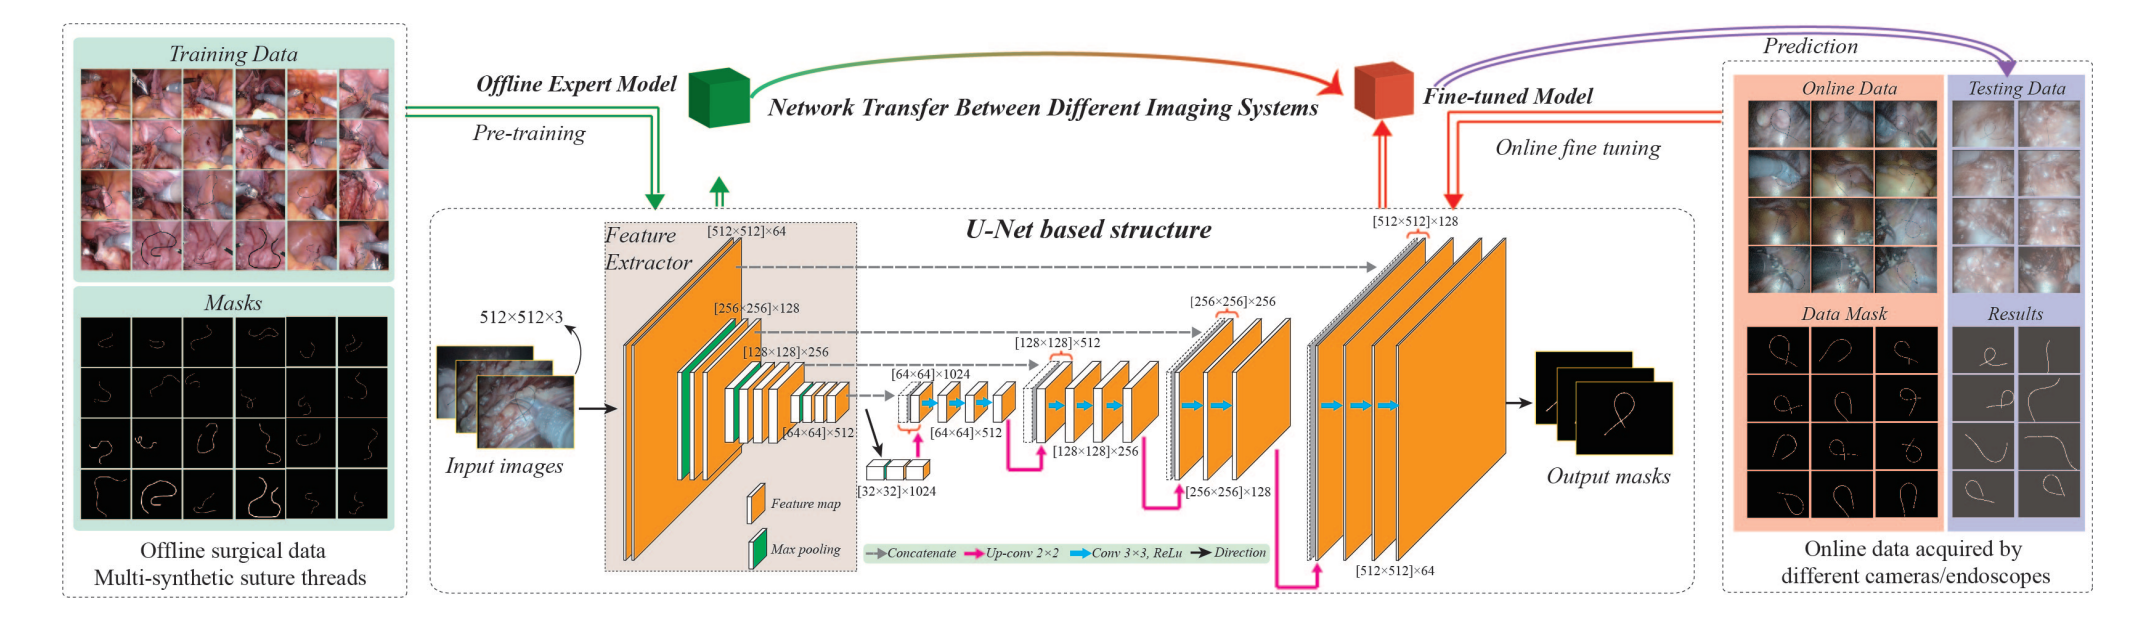 Training Data
Masks
Offline surgical data
Multi-synthetic suture threads
Offline Expert Model
Pre-training
Network Transfer Between Different Imaging Systems
Fine-tuned Model
Prediction
Online fine tuning
U-Net based structure
Feature
Extractor
[512×512]×64
[256×256]×128
[128×128]×256
[64×64]×512
[32×32]×1024
[64×64]×1024
[64×64]×512
[128×128]×512
[128×128]×256
[256×256]×256
[256×256]×128
[512×512]×128
[512×512]×64
512×512×3
Input images
Feature map
Max pooling
Concatenate
Up-conv 2×2
Conv 3×3, ReLu
Direction
Output masks
Online Data
Testing Data
Data Mask
Results
Online data acquired by
different cameras/endoscopes